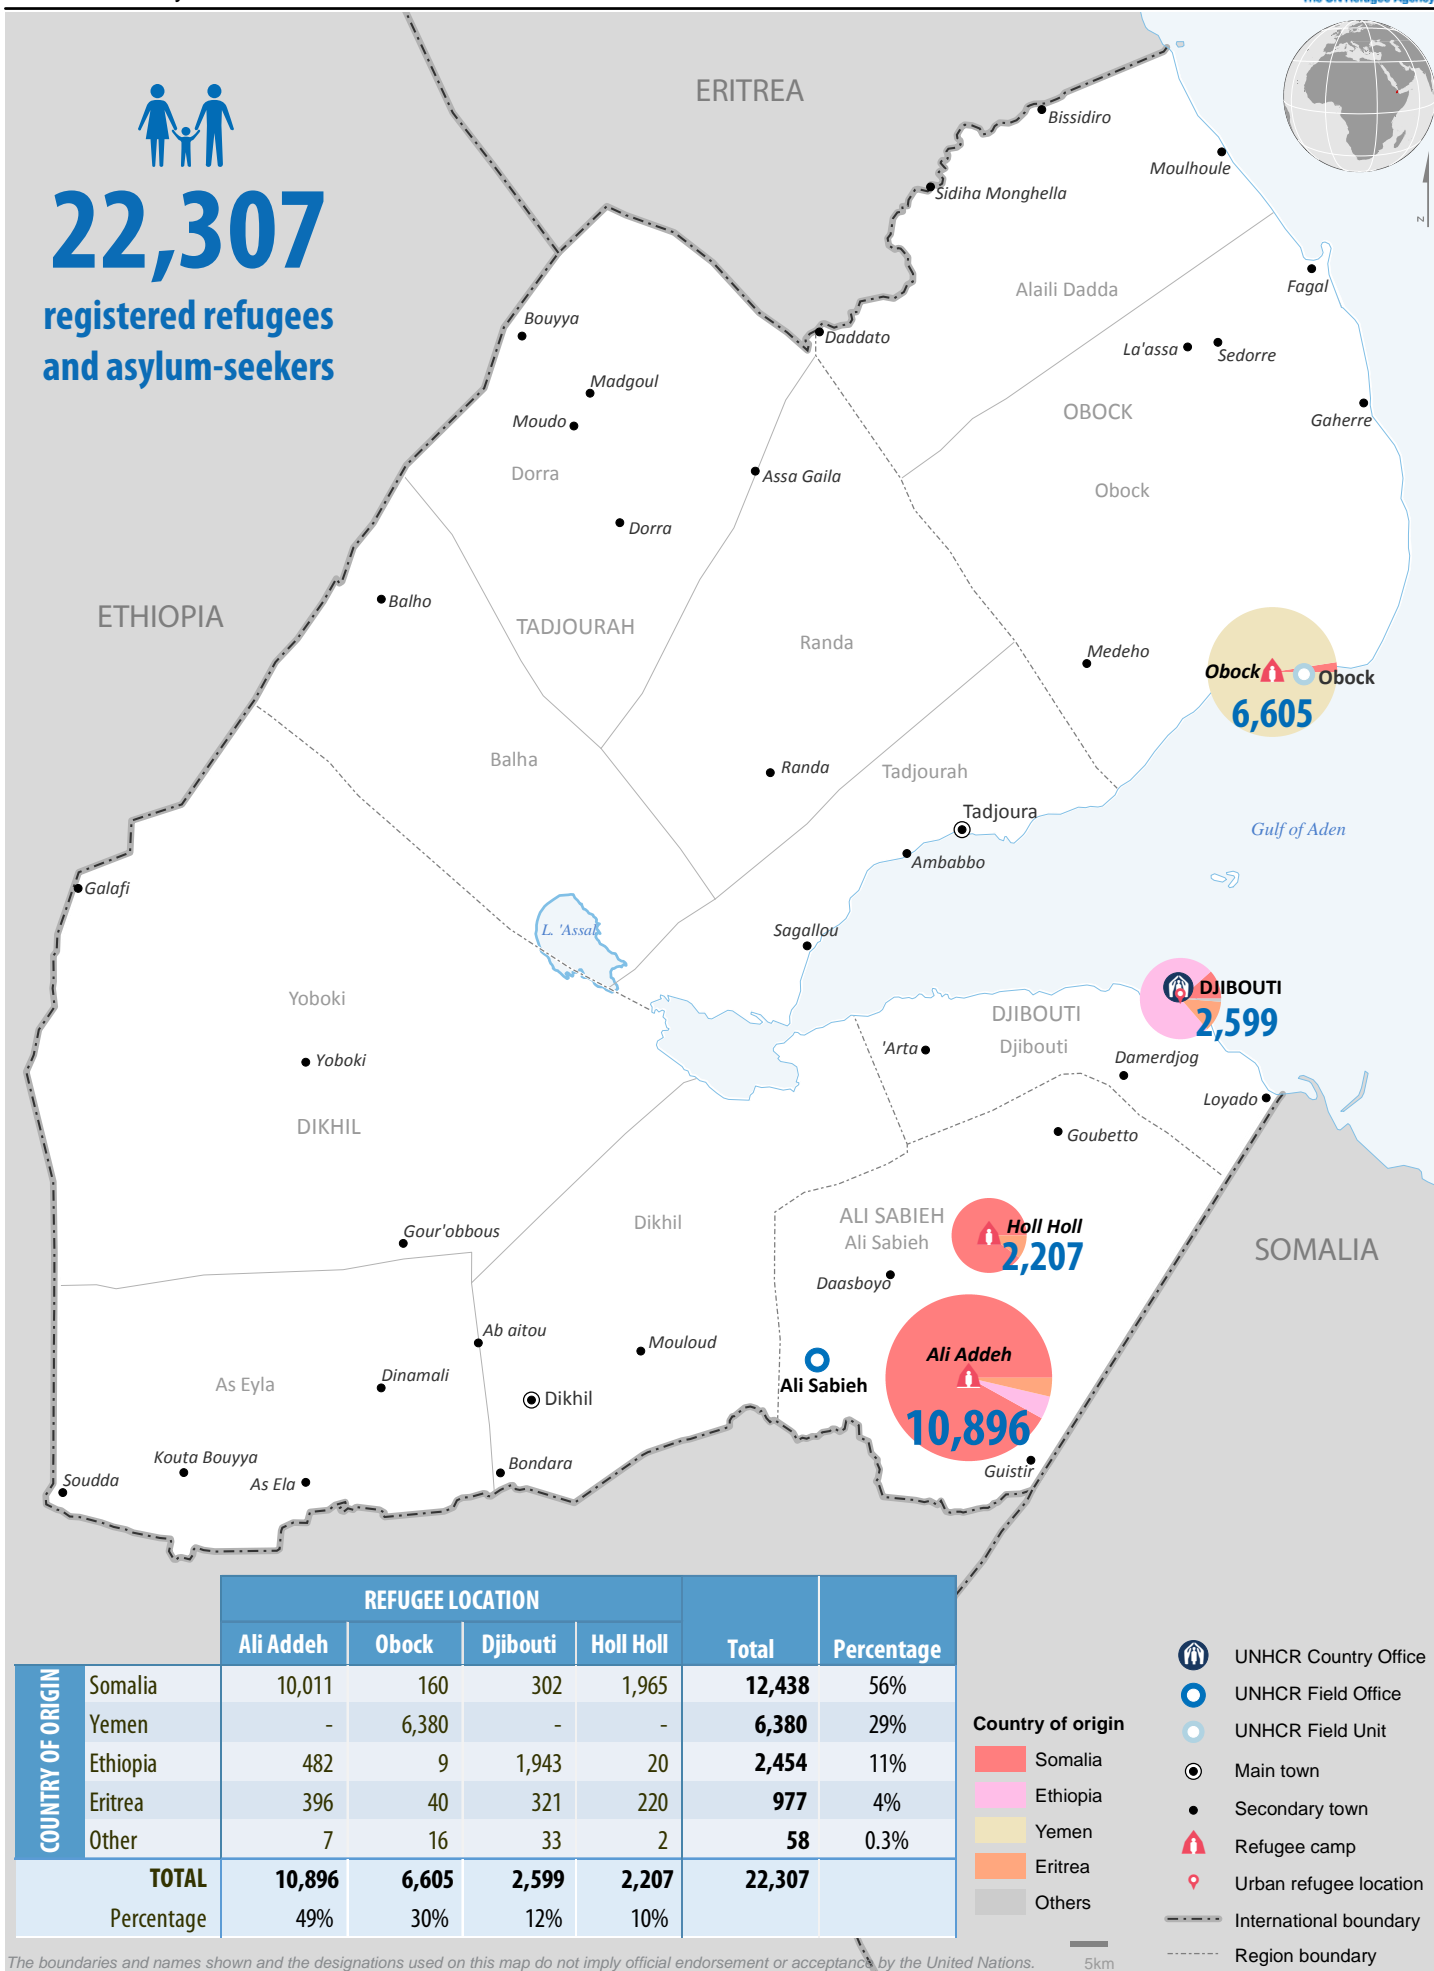 The UN Refugee Agency
ERITREA
22,307
registered refugees
and asylum-seekers
Bissidiro
Moulhoule
Sidiha Monghella
N
Alaili Dadda
Fagal
Bouyya
Daddato
La'assa
Sedorre
Madgoul
Moudo
OBOCK
Gaherre
Dorra
Assa Gaila
Obock
Dorra
Balho
ETHIOPIA
TADJOURAH
Randa
Medeho
Obock
Obock
6,605
Balha
Randa
Tadjourah
Tadjoura
Gulf of Aden
Ambabbo
Galafi
L. 'Assal
Sagallou
Yoboki
DJIBOUTI
2,599
DJIBOUTI
Djibouti
'Arta
Damerdjog
Yoboki
Loyado
DIKHIL
Goubetto
Dikhil
ALI SABIEH
Ali Sabieh
Holl Holl
2,207
Gour'obbous
SOMALIA
Daasboyo
Ab aitou
Mouloud
Ali Addeh
10,896
Ali Sabieh
As Eyla
Dinamali
Dikhil
Kouta Bouyya
Bondara
Guistir
Soudda
As Ela
REFUGEE LOCATION
Ali Addeh Obock Djibouti Holl Holl Total Percentage
COUNTRY OF ORIGIN
Somalia 10,011 160 302 1,965 12,438 56%
Yemen - 6,380 - - 6,380 29%
Ethiopia 482 9 1,943 20 2,454 11%
Eritrea 396 40 321 220 977 4%
Other 7 16 33 2 58 0.3%
TOTAL 10,896 6,605 2,599 2,207 22,307
Percentage 49% 30% 12% 10%
Country of origin
Somalia
Ethiopia
Yemen
Eritrea
Others
UNHCR Country Office
UNHCR Field Office
UNHCR Field Unit
Main town
Secondary town
Refugee camp
Urban refugee location
International boundary
Region boundary
5km
The boundaries and names shown and the designations used on this map do not imply official endorsement or acceptance by the United Nations.